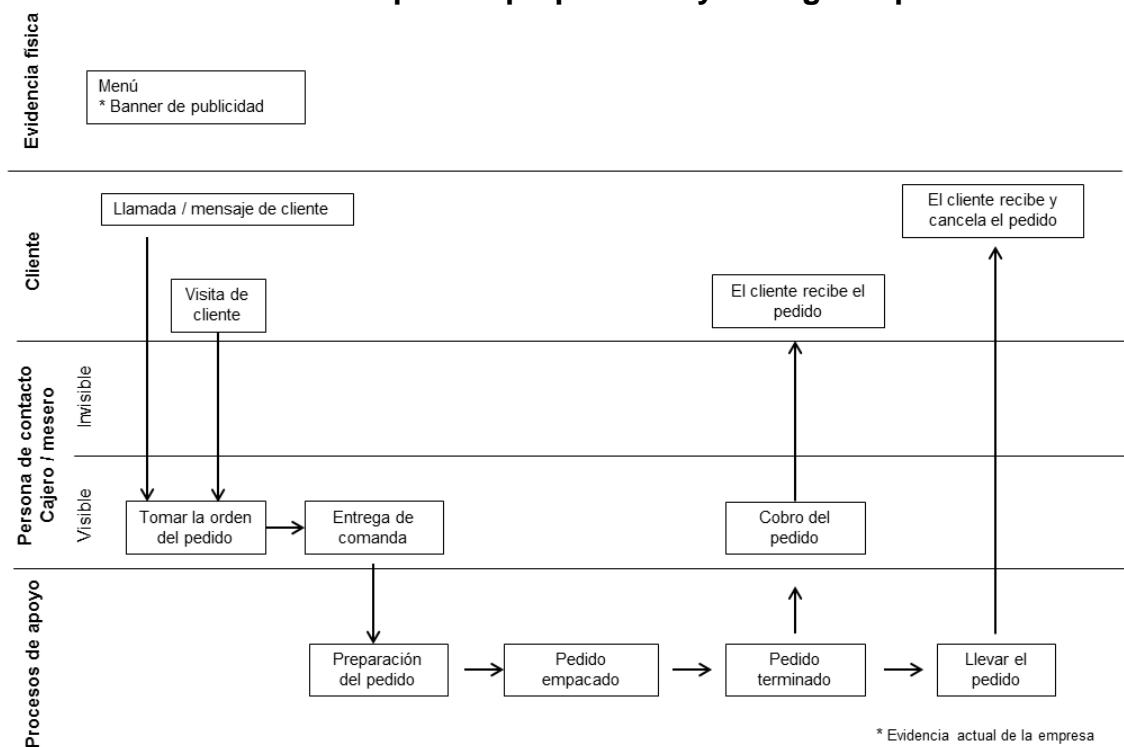 Evidencia física
Menú
* Banner de publicidad
Cliente
Llamada / mensaje de cliente
El cliente recibe y
cancela el pedido
Visita de
cliente
El cliente recibe el
pedido
Persona de contacto
Cajero / mesero
Invisible
Visible
Tomar la orden
del pedido
Entrega de
comanda
Cobro del
pedido
Procesos de apoyo
Preparación
del pedido
Pedido
empacado
Pedido
terminado
Llevar el
pedido
* Evidencia actual de la empresa